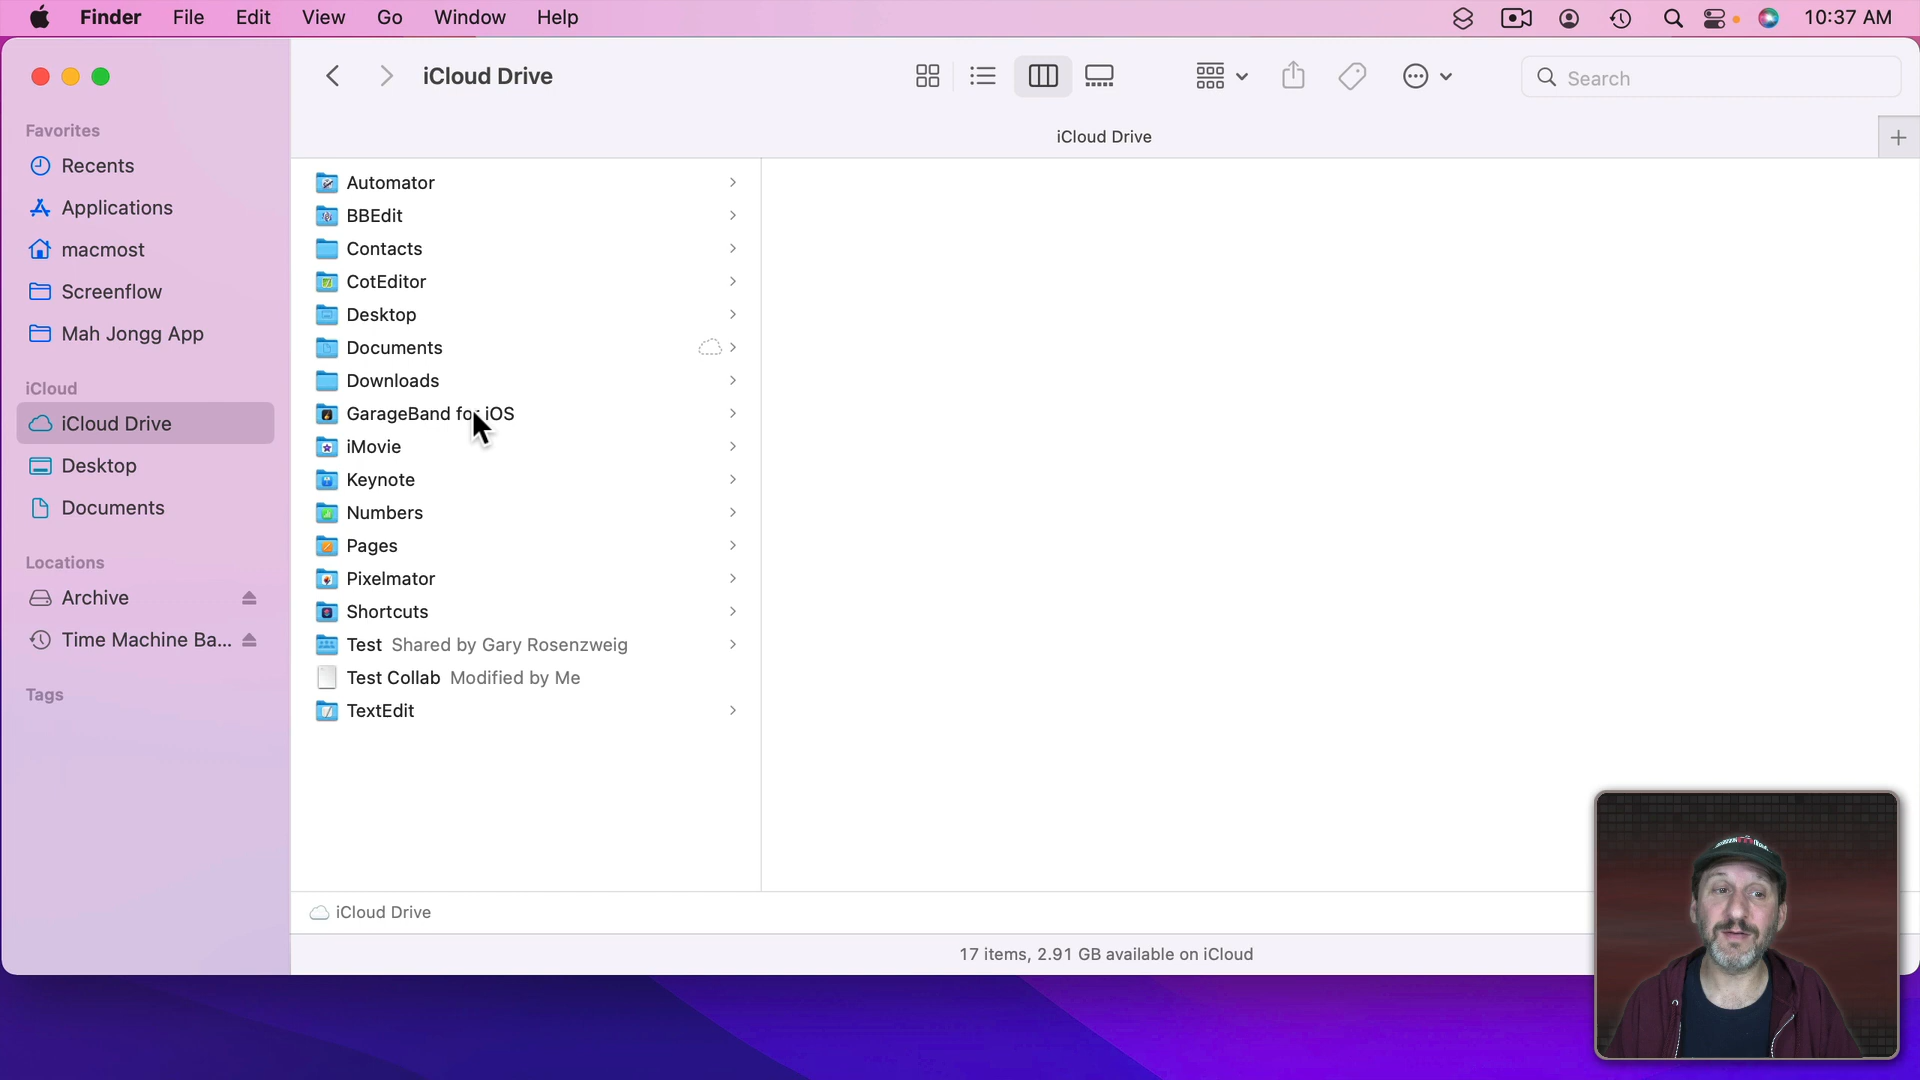 Finder File Edit View Go Window Help 10:37 AM
iCloud Drive
Search
iCloud Drive
Favorites
Recents
Applications
macmost
Screenflow
Mah Jongg App
iCloud
iCloud Drive
Desktop
Documents
Locations
Archive
Time Machine Ba...
Tags
Automator
BBEdit
Contacts
CotEditor
Desktop
Documents
Downloads
GarageBand for iOS
iMovie
Keynote
Numbers
Pages
Pixelmator
Shortcuts
Test Shared by Gary Rosenzweig
Test Collab Modified by Me
TextEdit
iCloud Drive
17 items, 2.91 GB available on iCloud